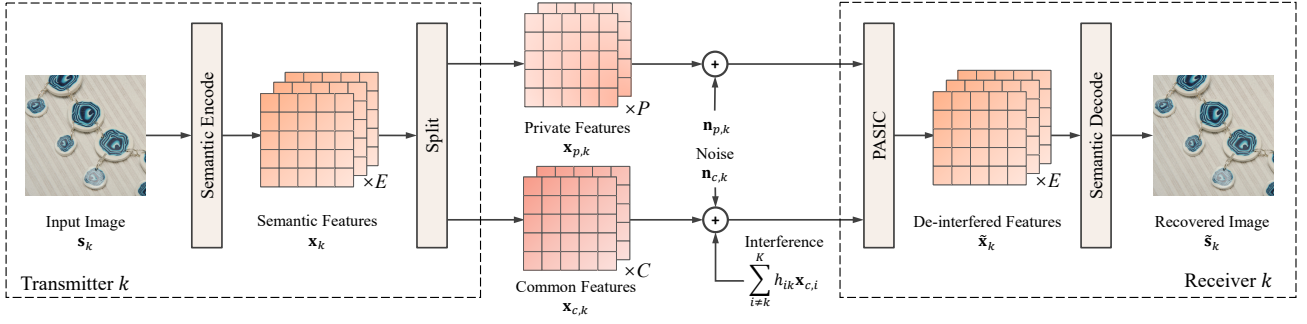 Input Image
s_k
Semantic Encode
×E
Semantic Features
x_k
Split
Transmitter k
×P
Private Features
x_{p,k}
×C
Common Features
x_{c,k}
+
n_{p,k}
Noise
n_{c,k}
+
Interference
\sum_{i≠k}^{K} h_{ik} x_{c,i}
PASIC
×E
De-interfered Features
x̃_k
Semantic Decode
Recovered Image
s̃_k
Receiver k